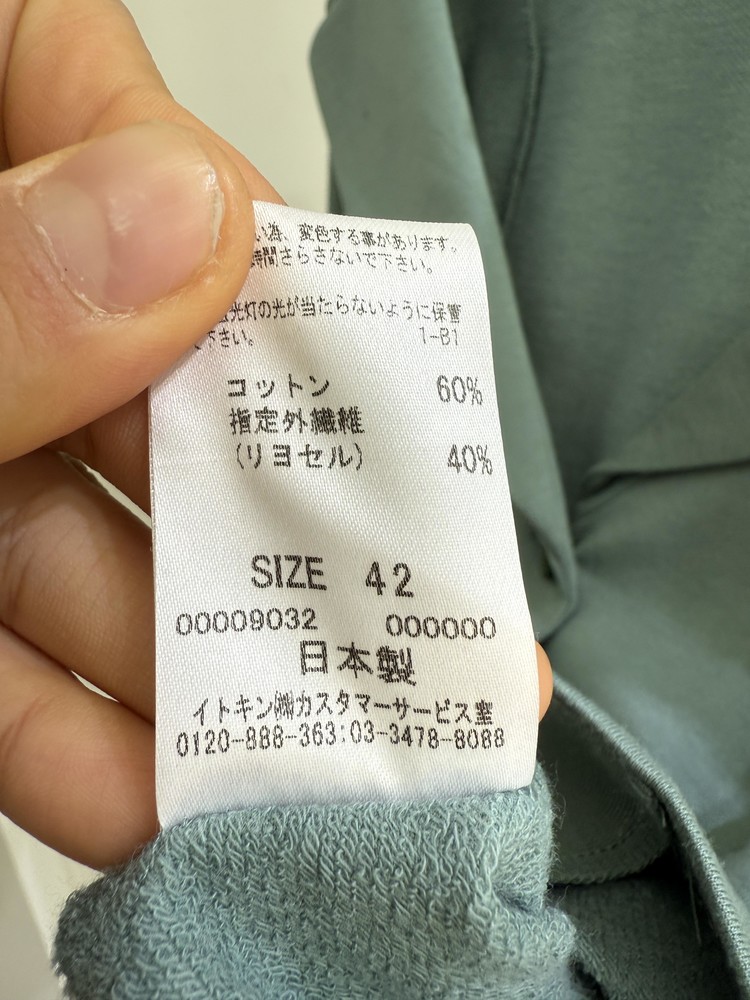 い為、変色する事があります。
時間さらさないで下さい。
光灯の光が当たらないように保管
下さい。 1-B1
コットン 60%
指定外繊維
(リヨセル) 40%
SIZE 42
00009032 000000
日本製
イトキン㈱カスタマーサービス室
0120-888-363:03-3478-8088